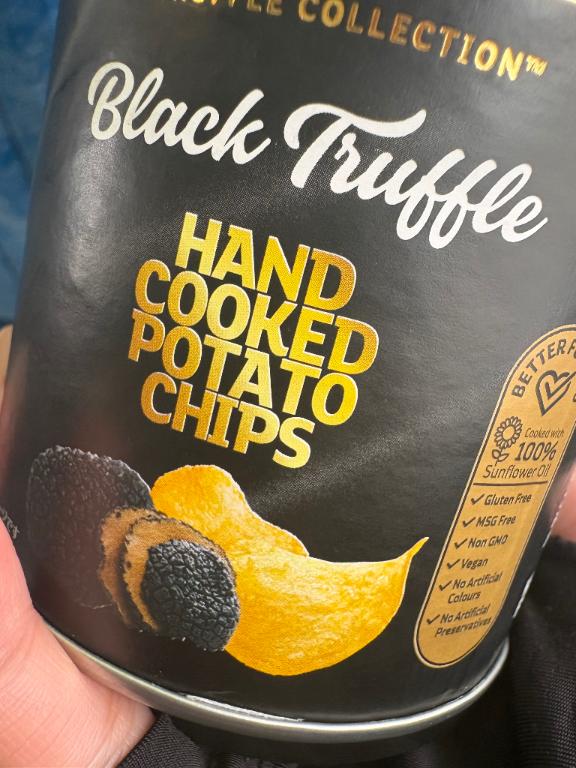 COLLECTION™
Black Truffle
HAND
COOKED
POTATO
CHIPS
Cooked with
100%
Sunflower Oil
✓ Gluten Free
✓ MSG Free
✓ Non GMO
✓ Vegan
✓ No Artificial
Colours
✓ No Artificial
Preservatives